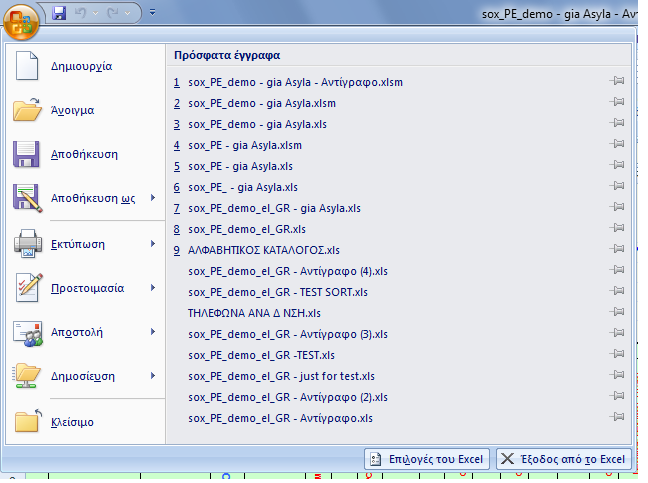 sox_PE_demo - gia Asyla - Αν
Δημιουργία
Άνοιγμα
Αποθήκευση
Αποθήκευση ως
Εκτύπωση
Προετοιμασία
Αποστολή
Δημοσίευση
Κλείσιμο
Πρόσφατα έγγραφα
1 sox_PE_demo - gia Asyla - Αντίγραφο.xlsm
2 sox_PE_demo - gia Asyla.xlsm
3 sox_PE_demo - gia Asyla.xls
4 sox_PE - gia Asyla.xlsm
5 sox_PE - gia Asyla.xls
6 sox_PE_ - gia Asyla.xls
7 sox_PE_demo_el_GR - gia Asyla.xls
8 sox_PE_demo_el_GR.xls
9 ΑΛΦΑΒΗΤΙΚΟΣ ΚΑΤΑΛΟΓΟΣ.xls
sox_PE_demo_el_GR - Αντίγραφο (4).xls
sox_PE_demo_el_GR - TEST SORT.xls
ΤΗΛΕΦΩΝΑ ΑΝΑ Δ ΝΣΗ.xls
sox_PE_demo_el_GR - Αντίγραφο (3).xls
sox_PE_demo_el_GR -TEST.xls
sox_PE_demo_el_GR - just for test.xls
sox_PE_demo_el_GR - Αντίγραφο (2).xls
sox_PE_demo_el_GR - Αντίγραφο.xls
Επιλογές του Excel
Έξοδος από το Excel